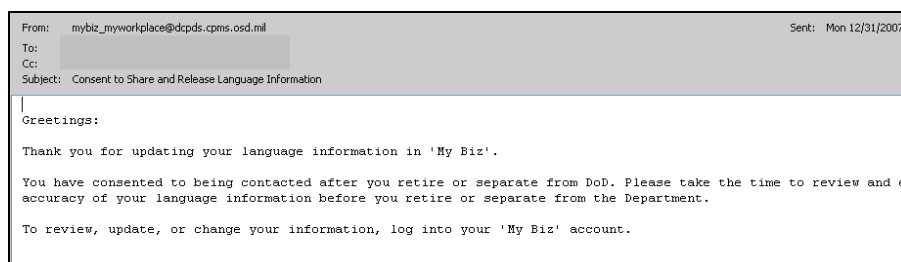 From: mybiz_myworkplace@dcpds.cpms.osd.mil Sent: Mon 12/31/2007
To:
Cc:
Subject: Consent to Share and Release Language Information
Greetings:
Thank you for updating your language information in 'My Biz'.
You have consented to being contacted after you retire or separate from DoD. Please take the time to review and
accuracy of your language information before you retire or separate from the Department.
To review, update, or change your information, log into your 'My Biz' account.